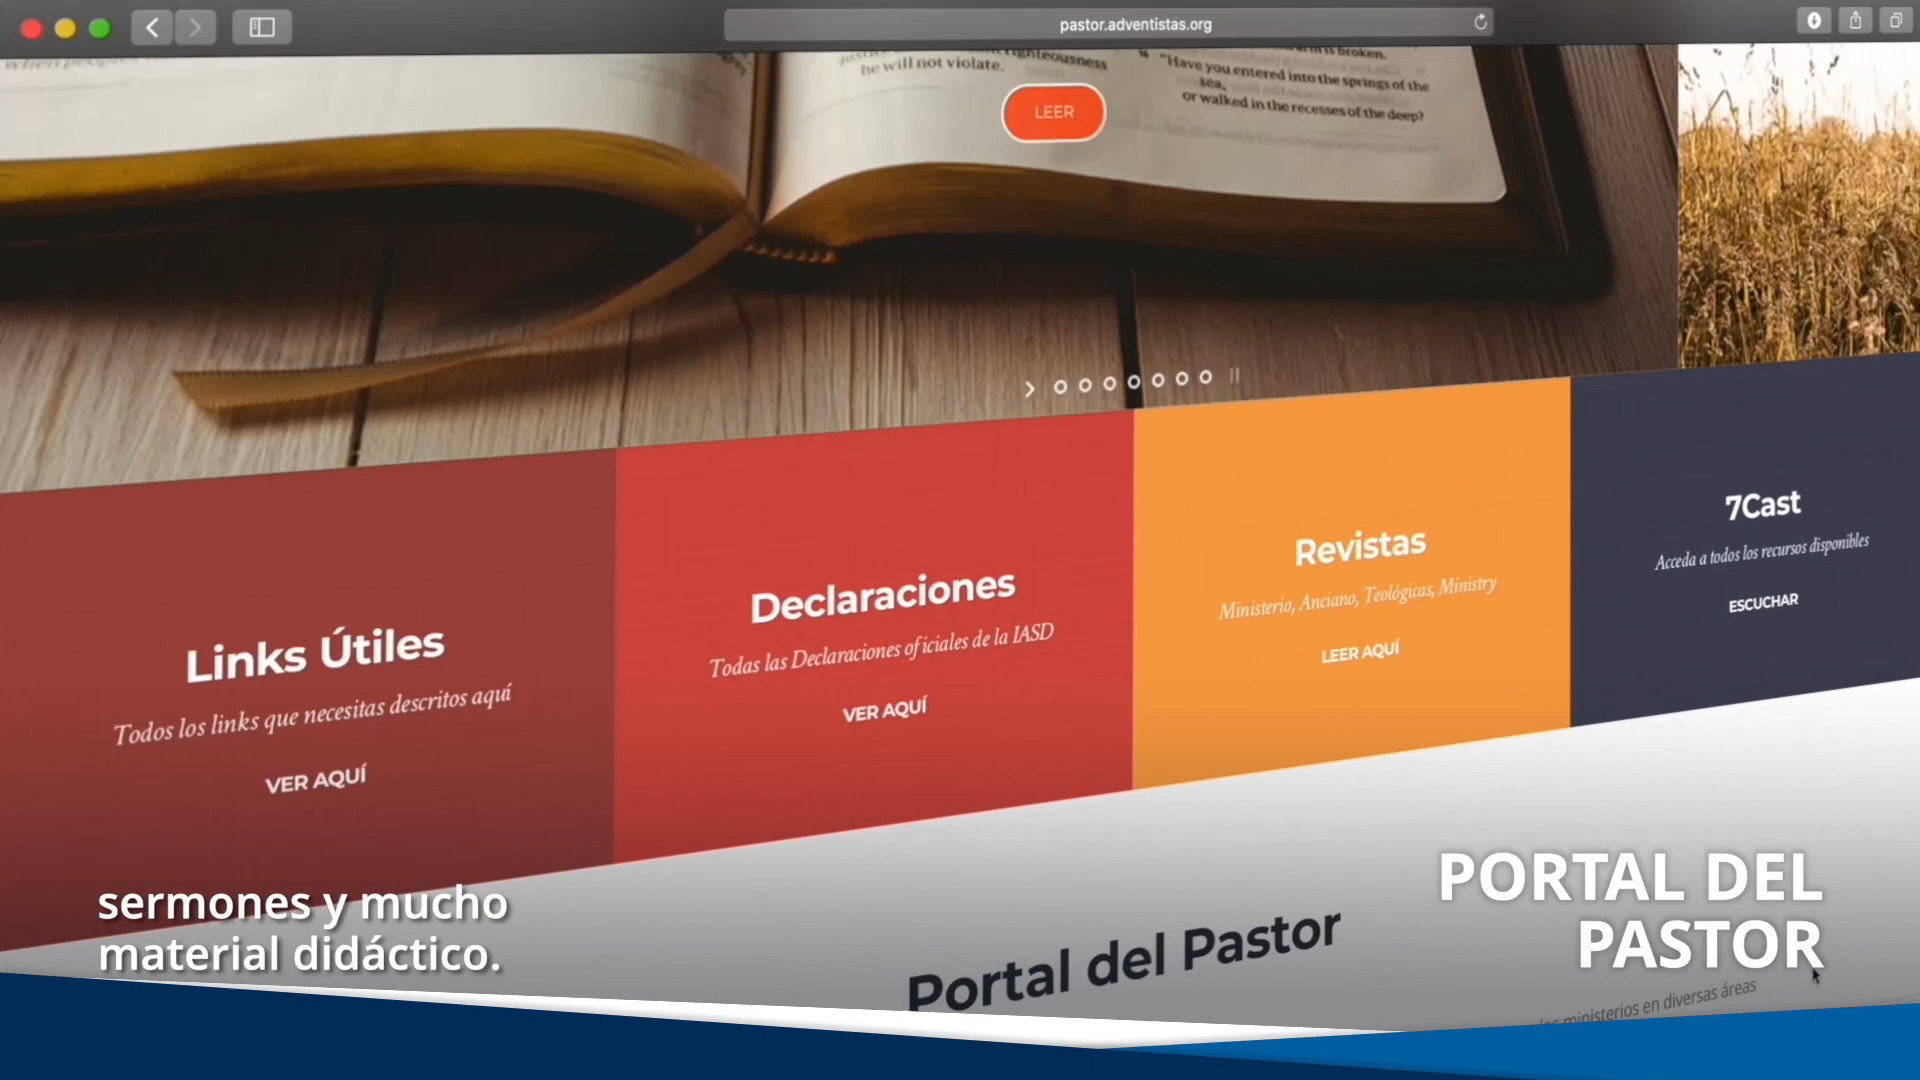 pastor.adventistas.org
he will not violate.
righteousness
is broken.
"Have you entered into the springs of the
sea,
or walked in the recesses of the deep?
LEER
Links Útiles
Todos los links que necesitas descritos aquí
VER AQUÍ
Declaraciones
Todas las Declaraciones oficiales de la IASD
VER AQUÍ
Revistas
Ministerio, Anciano, Teológicas, Ministry
LEER AQUÍ
7Cast
Acceda a todos los recursos disponibles
ESCUCHAR
sermones y mucho
material didáctico.
PORTAL DEL
PASTOR
Portal del Pastor
ministerios en diversas áreas